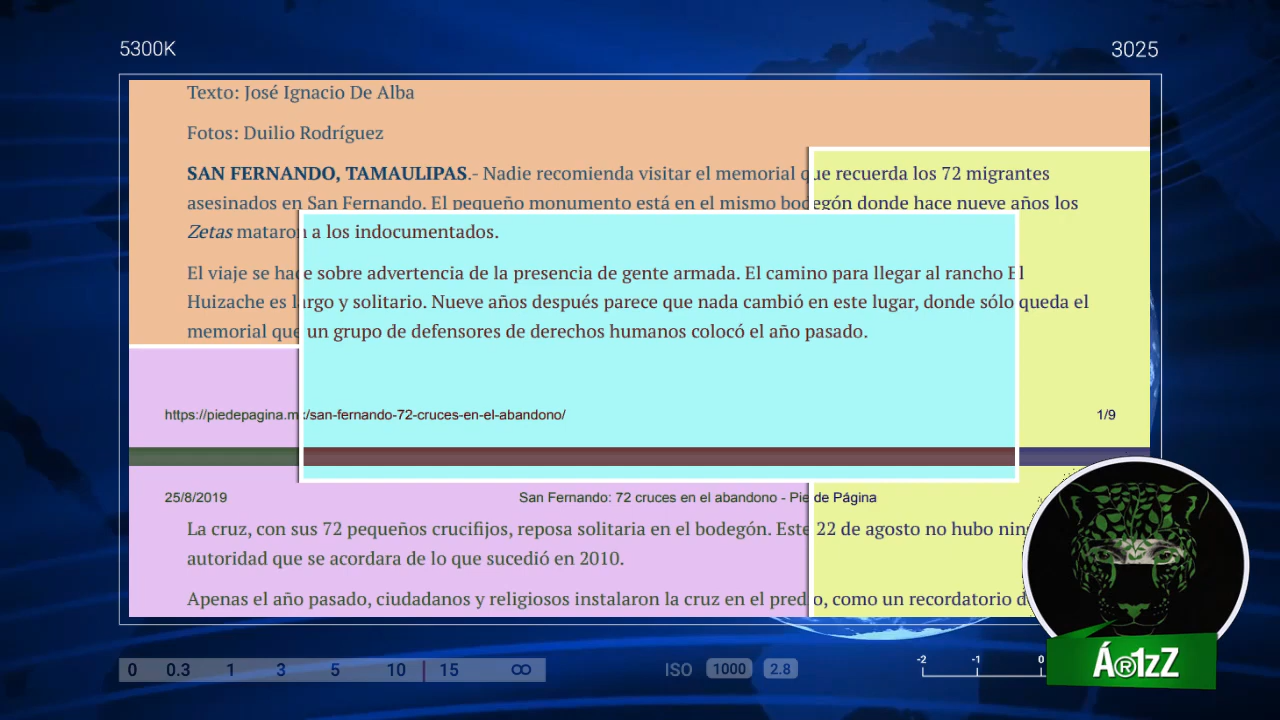 5300K
3025
Texto: José Ignacio De Alba
Fotos: Duilio Rodríguez
SAN FERNANDO, TAMAULIPAS.- Nadie recomienda visitar el memorial que recuerda los 72 migrantes
asesinados en San Fernando. El pequeño monumento está en el mismo bodegón donde hace nueve años los
Zetas mataron a los indocumentados.
El viaje se hace sobre advertencia de la presencia de gente armada. El camino para llegar al rancho El
Huizache es largo y solitario. Nueve años después parece que nada cambió en este lugar, donde sólo queda el
memorial que un grupo de defensores de derechos humanos colocó el año pasado.
https://piedepagina.mx/san-fernando-72-cruces-en-el-abandono/
1/9
25/8/2019
San Fernando: 72 cruces en el abandono - Pie de Página
La cruz, con sus 72 pequeños crucifijos, reposa solitaria en el bodegón. Este 22 de agosto no hubo
autoridad que se acordara de lo que sucedió en 2010.
Apenas el año pasado, ciudadanos y religiosos instalaron la cruz en el predio, como un recordatorio
0 0.3 1 3 5 10 15 ∞
ISO 1000 2.8
-2 -1 0
Á®1zZ